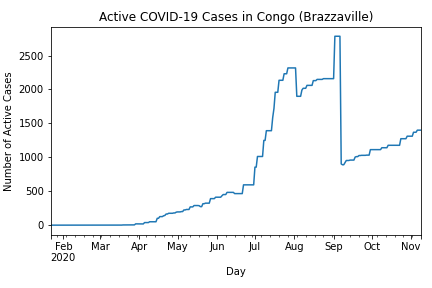 Active COVID-19 Cases in Congo (Brazzaville)
Number of Active Cases
2500
2000
1500
1000
500
0
Feb Mar Apr May Jun Jul Aug Sep Oct Nov
2020
Day